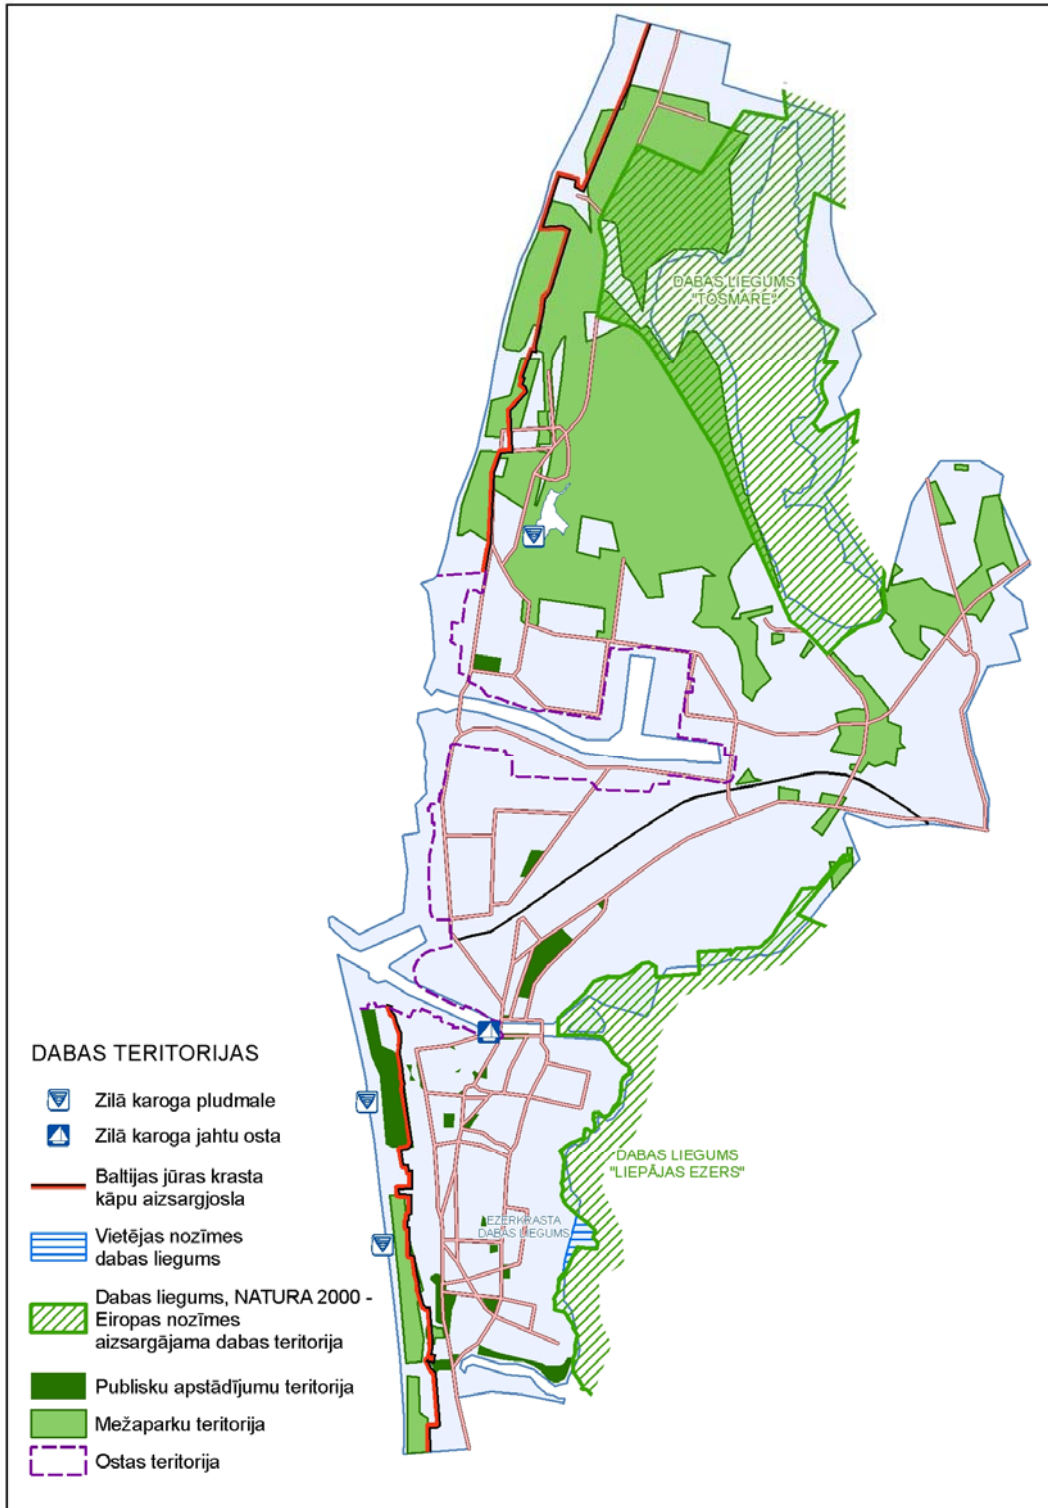 DABAS LIEGUMS
"TOSMARE"
DABAS TERITORIJAS
Zilā karoga pludmale
Zilā karoga jahtu osta
Baltijas jūras krasta
kāpu aizsargjosla
Vietējas nozīmes
dabas liegums
Dabas liegums, NATURA 2000 -
Eiropas nozīmes
aizsargājama dabas teritorija
Publisku apstādījumu teritorija
Mežaparku teritorija
Ostas teritorija
DABAS LIEGUMS
"LIEPĀJAS EZERS"
EZERKRASTA
DABAS LIEGUMS